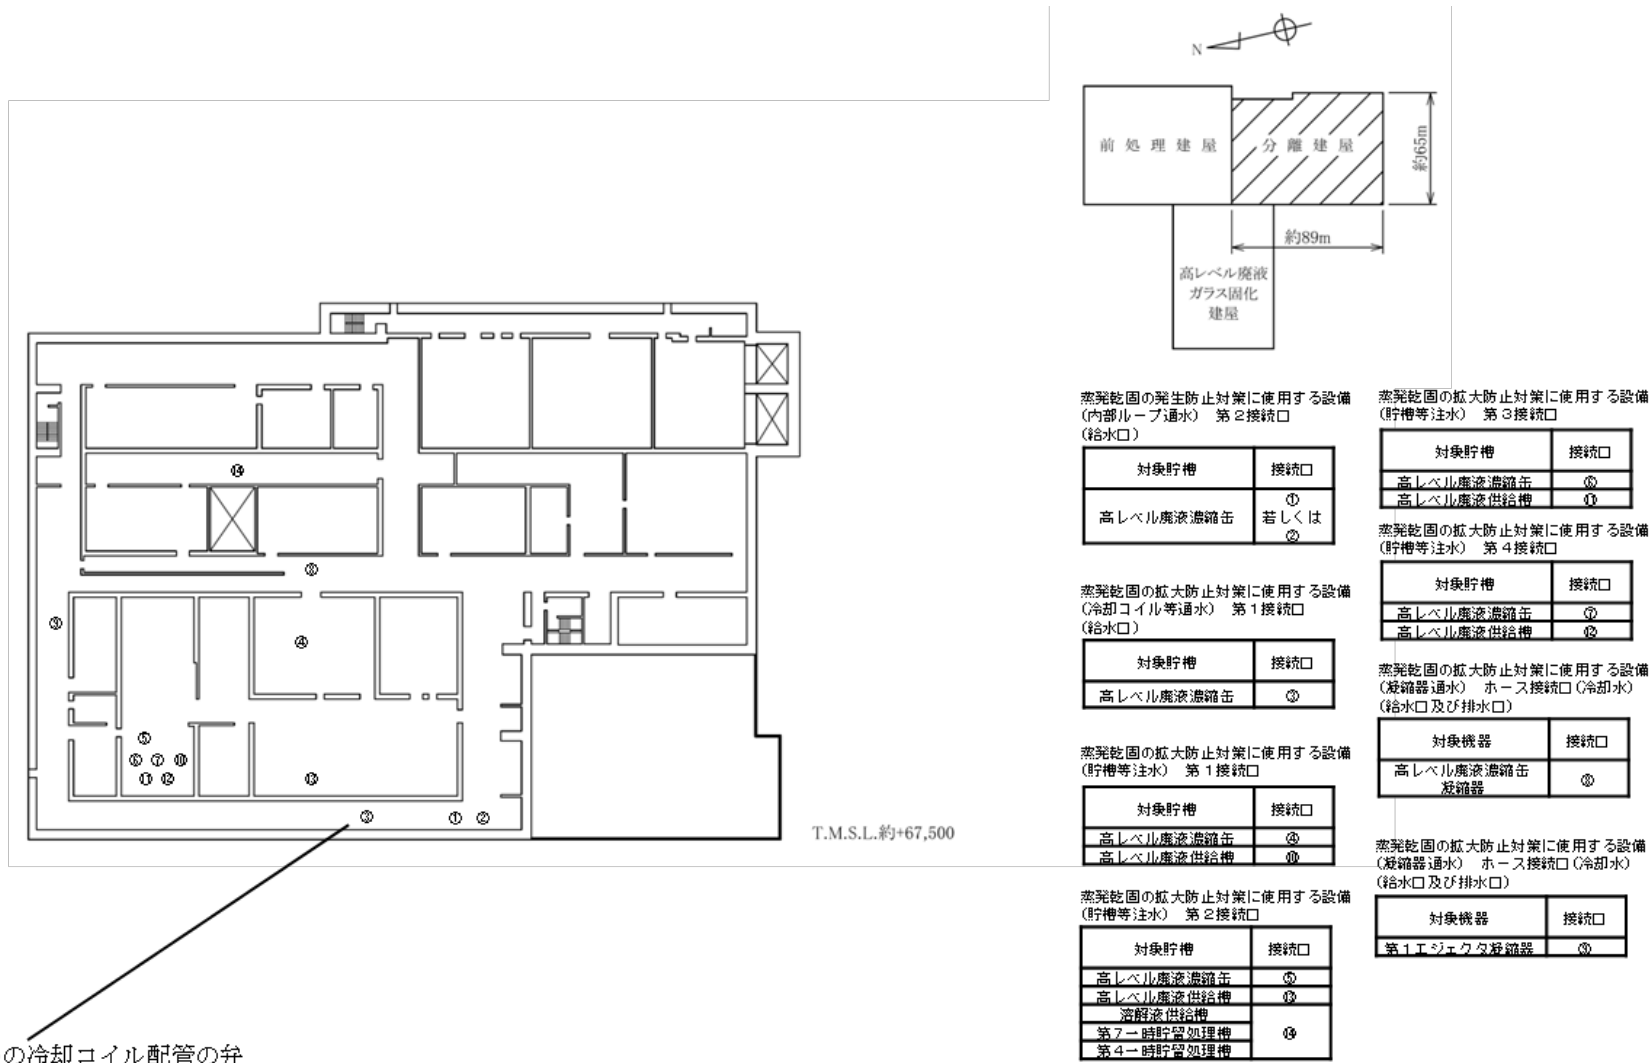 N
前処理建屋
分離建屋
約65m
約89m
高レベル廃液
ガラス固化
建屋
⑭
⑧
⑨
④
⑤
⑥ ⑦ ⑩
⑪ ⑫
⑬
③
① ②
T.M.S.L.約+67,500
の冷却コイル配管の弁
蒸発乾固の発生防止対策に使用する設備
(内部ループ通水) 第2接続口
(給水口)
対象貯槽 接続口
高レベル廃液濃縮缶 ① 若しくは ②
蒸発乾固の拡大防止対策に使用する設備
(冷却コイル等通水) 第1接続口
(給水口)
対象貯槽 接続口
高レベル廃液濃縮缶 ③
蒸発乾固の拡大防止対策に使用する設備
(貯槽等注水) 第1接続口
対象貯槽 接続口
高レベル廃液濃縮缶 ④
高レベル廃液供給槽 ⑩
蒸発乾固の拡大防止対策に使用する設備
(貯槽等注水) 第2接続口
対象貯槽 接続口
高レベル廃液濃縮缶 ⑤
高レベル廃液供給槽 ⑬
溶解液供給槽
第7一時貯留処理槽 ⑭
第4一時貯留処理槽
蒸発乾固の拡大防止対策に使用する設備
(貯槽等注水) 第3接続口
対象貯槽 接続口
高レベル廃液濃縮缶 ⑥
高レベル廃液供給槽 ⑪
蒸発乾固の拡大防止対策に使用する設備
(貯槽等注水) 第4接続口
対象貯槽 接続口
高レベル廃液濃縮缶 ⑦
高レベル廃液供給槽 ⑫
蒸発乾固の拡大防止対策に使用する設備
(凝縮器通水) ホース接続口(冷却水)
(給水口及び排水口)
対象機器 接続口
高レベル廃液濃縮缶
凝縮器 ⑧
蒸発乾固の拡大防止対策に使用する設備
(凝縮器通水) ホース接続口(冷却水)
(給水口及び排水口)
対象機器 接続口
第1エジェクタ凝縮器 ⑨